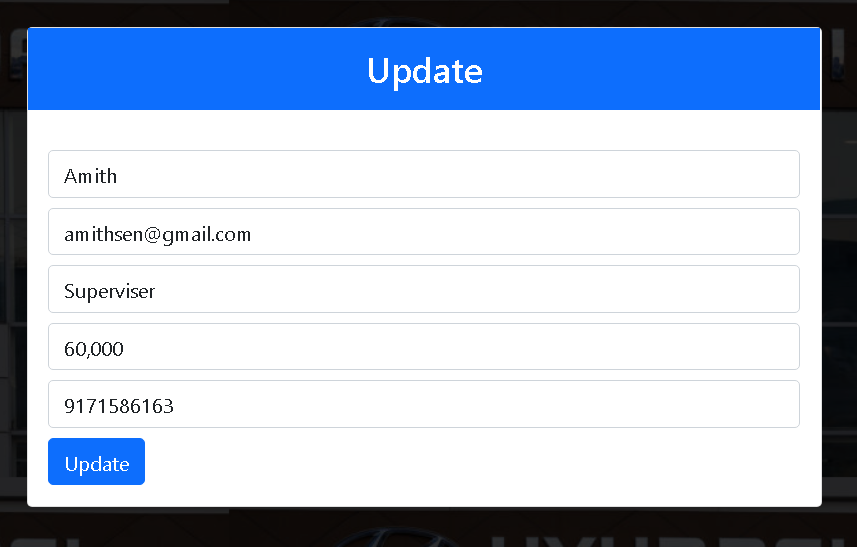 Update
Amith
amithsen@gmail.com
Superviser
60,000
9171586163
Update